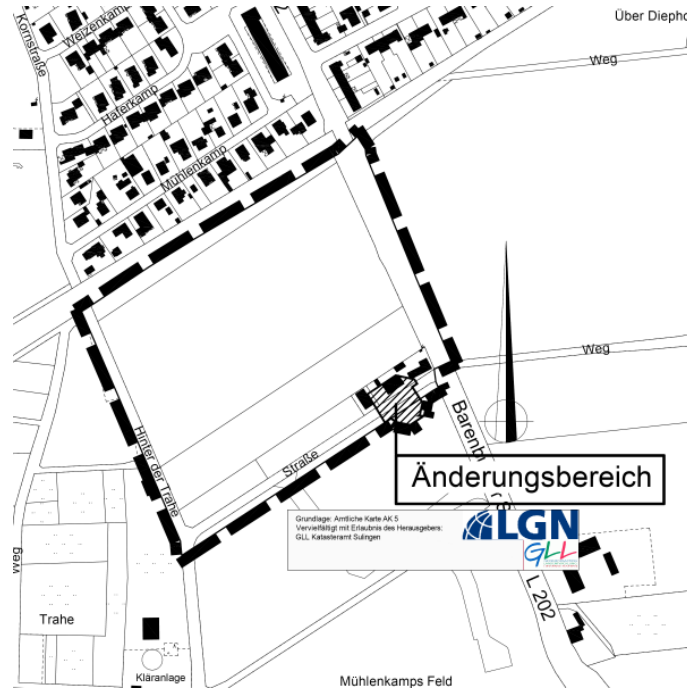 Kornstraße
Weizenkamp
Über Diepho
Weg
Haferkamp
Mühlenkamp
Weg
Hinter der Trahe
Straße
Änderungsbereich
Grundlage: Amtliche Karte AK 5
Vervielfältigt mit Erlaubnis des Herausgebers:
GLL Katasteramt Sulingen
LGN
GLL
weg
L 202
Trahe
Kläranlage
Mühlenkamps Feld